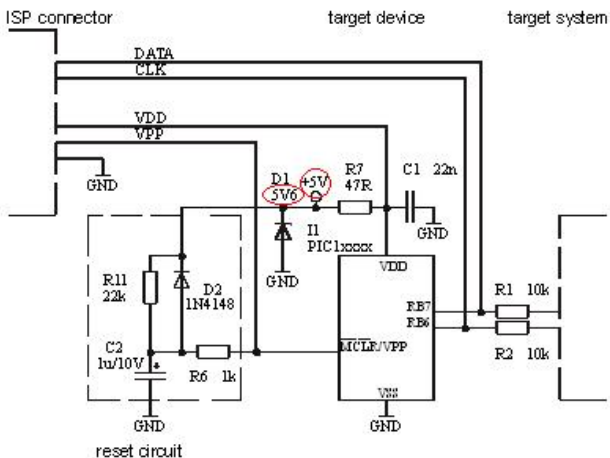 ISP connector
target device
target system
DATA
CLK
VDD
VPP
GND
D1
5V6
+5V
R7
47R
C1 22n
GND
I1
PIC1xxxx
GND
VDD
R11
22k
D2
1N4148
RB7
RB6
R1 10k
R2 10k
MCLR/VPP
C2
1u/10V
R6 1k
VSS
GND
GND
reset circuit